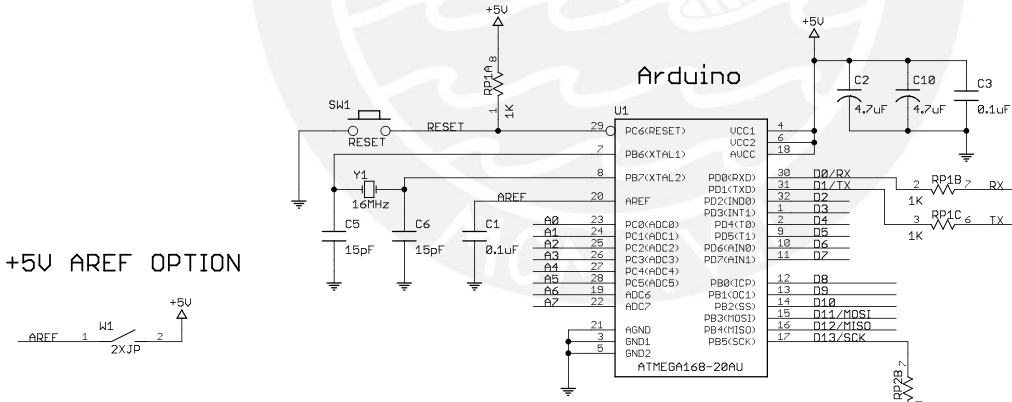 +5V
+5V
Arduino
RP1A
8
1
1K
C2
4.7uF
C10
4.7uF
C3
0.1uF
SW1
RESET
RESET
U1
29 PC6(RESET) VCC1 4
VCC2 6
7 PB6(XTAL1) AVCC 18
8 PB7(XTAL2) PD0(RXD) 30 D0/RX
PD1(TXD) 31 D1/TX
AREF 20 AREF PD2(IND0) 32 D2
PD3(INT1) 1 D3
A0 23 PC0(ADC0) PD4(T0) 2 D4
A1 24 PC1(ADC1) PD5(T1) 9 D5
A2 25 PC2(ADC2) PD6(AIN0) 10 D6
A3 26 PC3(ADC3) PD7(AIN1) 11 D7
A4 27 PC4(ADC4)
A5 28 PC5(ADC5) PB0(ICP) 12 D8
A6 19 ADC6 PB1(OC1) 13 D9
A7 22 ADC7 PB2(SS) 14 D10
PB3(MOSI) 15 D11/MOSI
21 AGND PB4(MISO) 16 D12/MISO
3 GND1 PB5(SCK) 17 D13/SCK
5 GND2
ATMEGA168-20AU
2 RP1B 7 RX
1K
3 RP1C 6 TX
1K
Y1
16MHz
C5
15pF
C6
15pF
C1
0.1uF
+5V AREF OPTION
+5V
AREF 1 W1 2
2XJP
RP2B
7